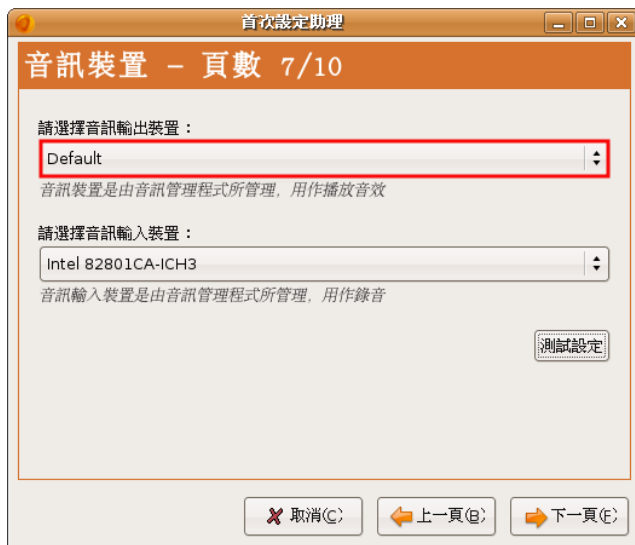 首次設定助理
音訊裝置 – 頁數 7/10
請選擇音訊輸出裝置：
Default
音訊裝置是由音訊管理程式所管理, 用作播放音效
請選擇音訊輸入裝置：
Intel 82801CA-ICH3
音訊輸入裝置是由音訊管理程式所管理, 用作錄音
測試設定
取消(C)
上一頁(B)
下一頁(F)